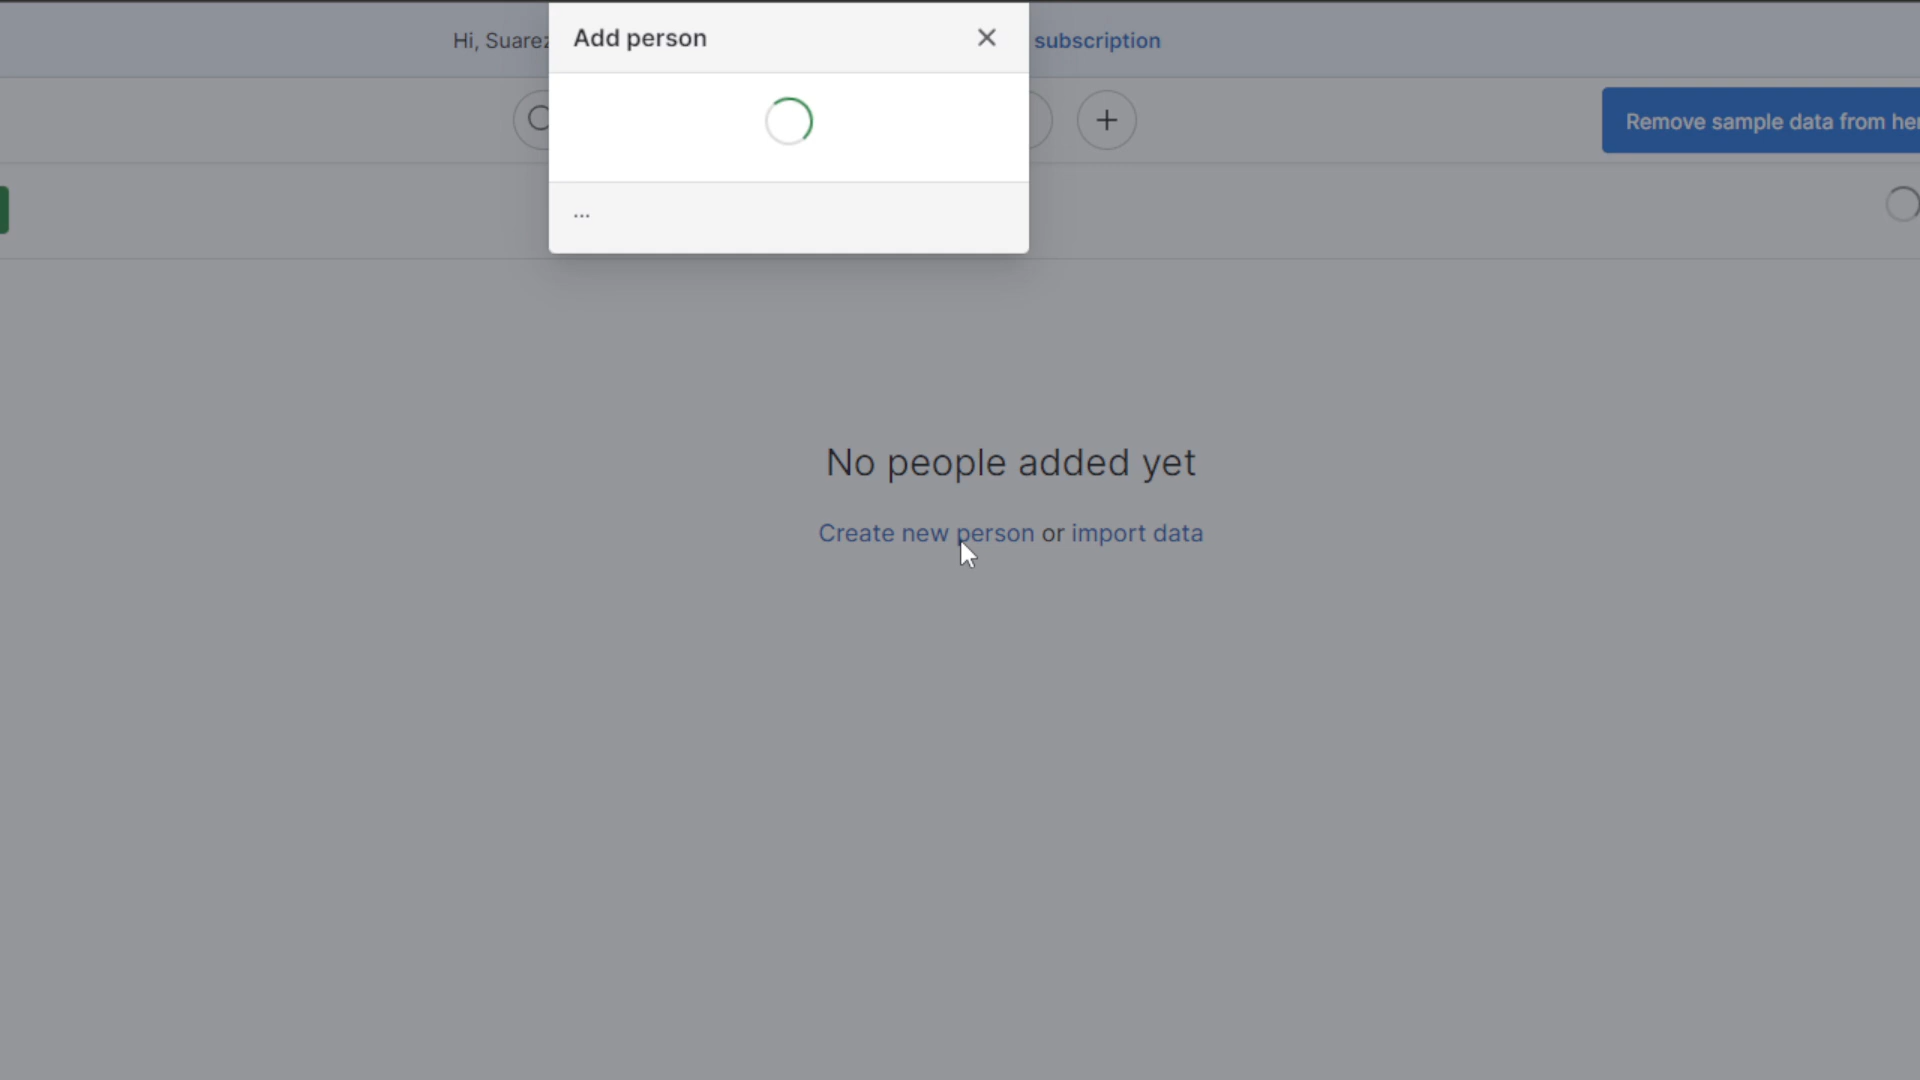 Hi, Suarez
Add person
subscription
Remove sample data from her
...
No people added yet
Create new person or import data